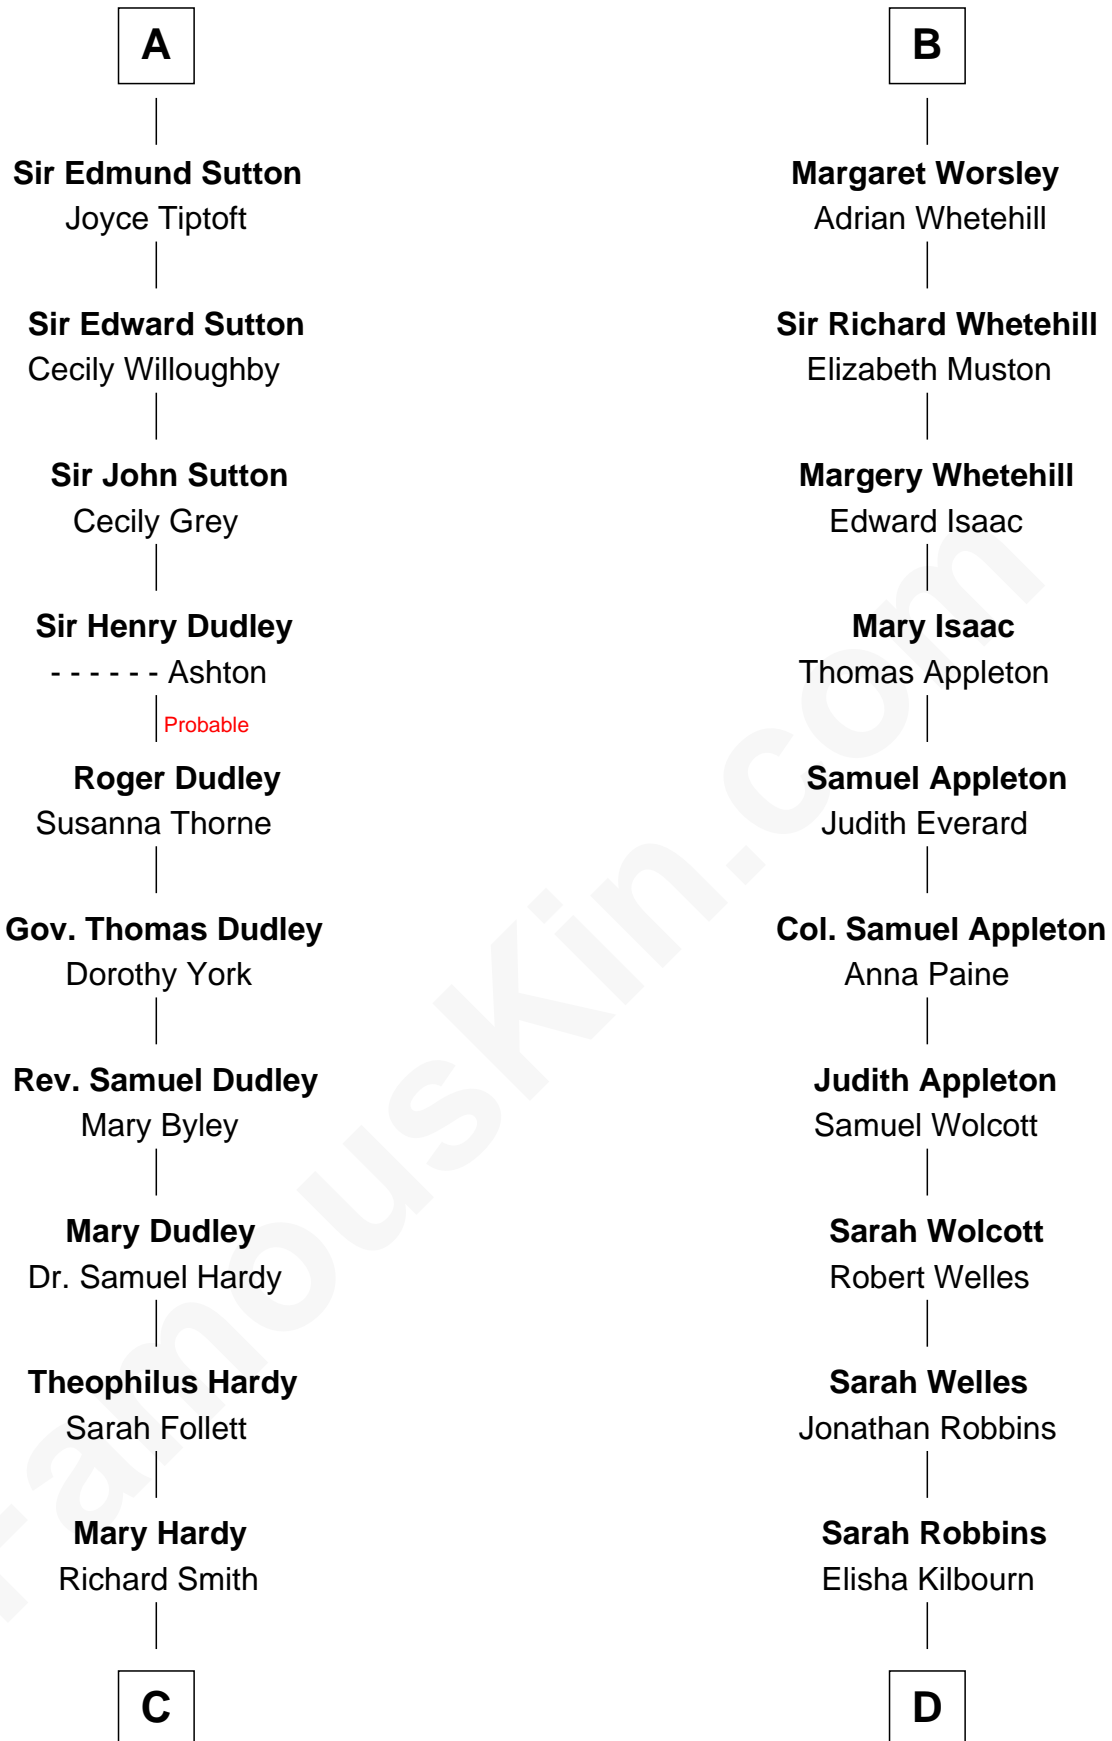 A
Sir Edmund Sutton
Joyce Tiptoft
Sir Edward Sutton
Cecily Willoughby
Sir John Sutton
Cecily Grey
Sir Henry Dudley
- - - - - - Ashton
Probable
Roger Dudley
Susanna Thorne
Gov. Thomas Dudley
Dorothy York
Rev. Samuel Dudley
Mary Byley
Mary Dudley
Dr. Samuel Hardy
Theophilus Hardy
Sarah Follett
Mary Hardy
Richard Smith
C
B
Margaret Worsley
Adrian Whetehill
Sir Richard Whetehill
Elizabeth Muston
Margery Whetehill
Edward Isaac
Mary Isaac
Thomas Appleton
Samuel Appleton
Judith Everard
Col. Samuel Appleton
Anna Paine
Judith Appleton
Samuel Wolcott
Sarah Wolcott
Robert Welles
Sarah Welles
Jonathan Robbins
Sarah Robbins
Elisha Kilbourn
D
FamousKin.com